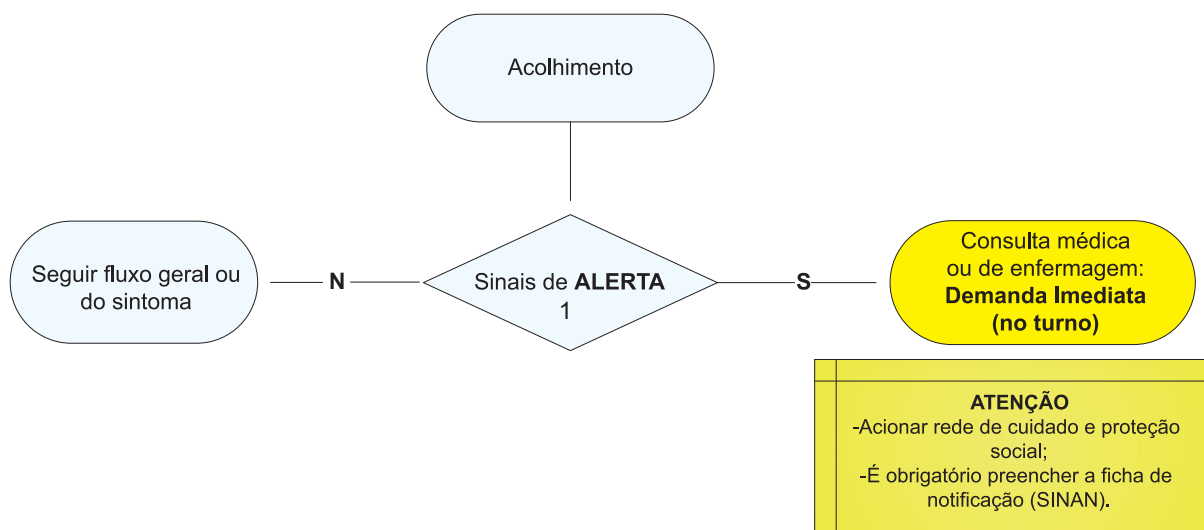 Acolhimento
Seguir fluxo geral ou
do sintoma
N
Sinais de ALERTA
1
S
Consulta médica
ou de enfermagem:
Demanda Imediata
(no turno)
ATENÇÃO
-Acionar rede de cuidado e proteção
social;
-É obrigatório preencher a ficha de
notificação (SINAN).